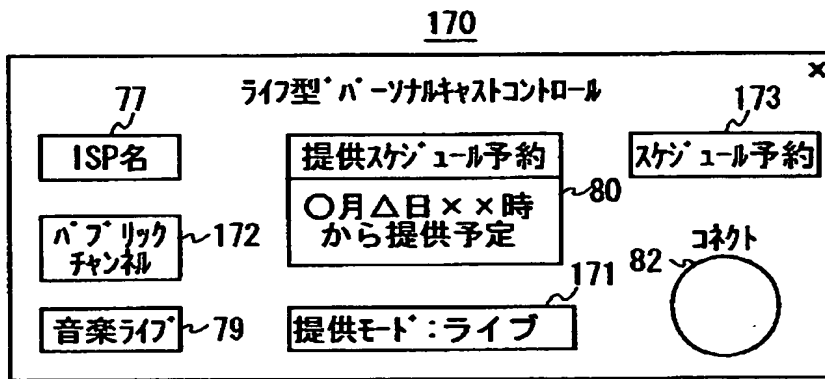 170
×
ライブ型パーソナルキャストコントロール
77
173
ISP名
提供スケジュール予約
スケジュール予約
〇月△日××時
から提供予定
80
パブリック
チャンネル
172
コネクト
82
171
音楽ライブ
79
提供モード:ライブ